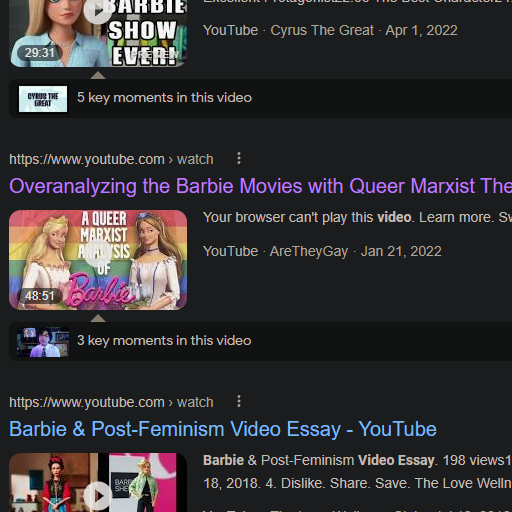 BARBIE
SHOW
EVER!
29:31
Excellent Protagonist22:08 The Best Character24
YouTube · Cyrus The Great · Apr 1, 2022
CYRUS THE
GREAT
5 key moments in this video
https://www.youtube.com › watch
Overanalyzing the Barbie Movies with Queer Marxist The
A QUEER
MARXIST
ANALYSIS
OF
Barbie
48:51
Your browser can't play this video. Learn more. Sw
YouTube · AreTheyGay · Jan 21, 2022
3 key moments in this video
https://www.youtube.com › watch
Barbie & Post-Feminism Video Essay - YouTube
BARB
SHE
Barbie & Post-Feminism Video Essay. 198 views1
18, 2018. 4. Dislike. Share. Save. The Love Welln